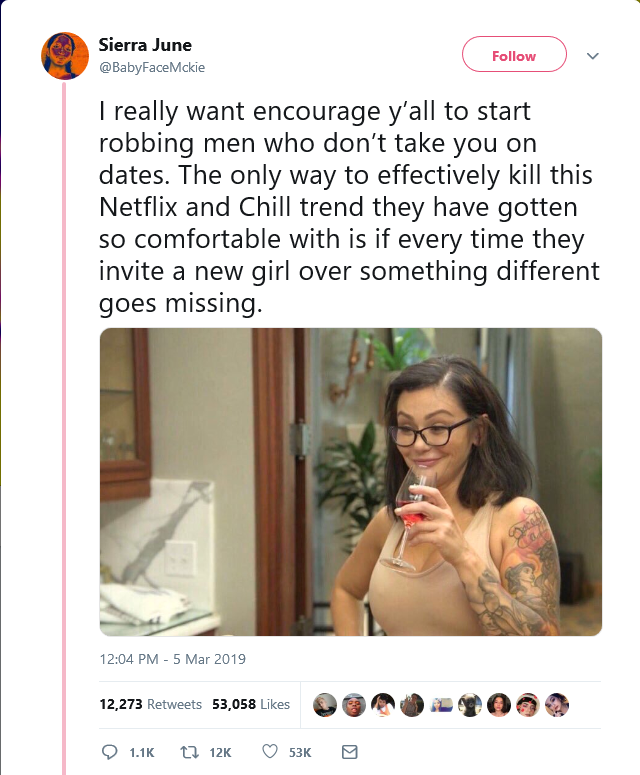 Sierra June
@BabyFaceMckie
Follow
I really want encourage y’all to start
robbing men who don’t take you on
dates. The only way to effectively kill this
Netflix and Chill trend they have gotten
so comfortable with is if every time they
invite a new girl over something different
goes missing.
12:04 PM - 5 Mar 2019
12,273 Retweets 53,058 Likes
1.1K 12K 53K